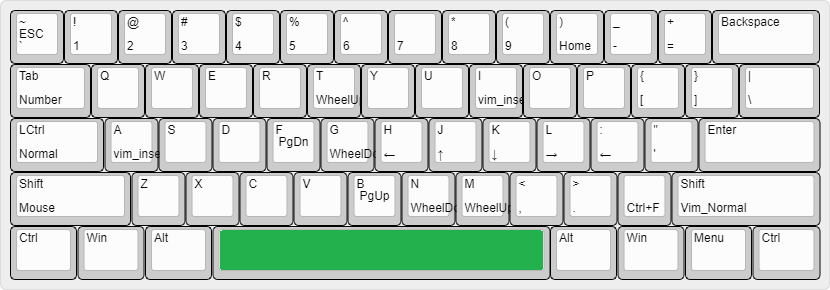 ~ ! @ # $ % ^ * ( ) _ + Backspace
ESC
` 1 2 3 4 5 6 7 8 9 Home - =
Tab Q W E R T Y U I O P { } |
Number WheelU vim_inse [ ] \
LCtrl A S D F G H J K L : " Enter
PgDn
Normal vim_inse WheelDo ← ↑ ↓ → ← '
Shift Z X C V B N M < > Shift
PgUp
Mouse WheelDo WheelUp , . Ctrl+F Vim_Normal
Ctrl Win Alt Alt Win Menu Ctrl